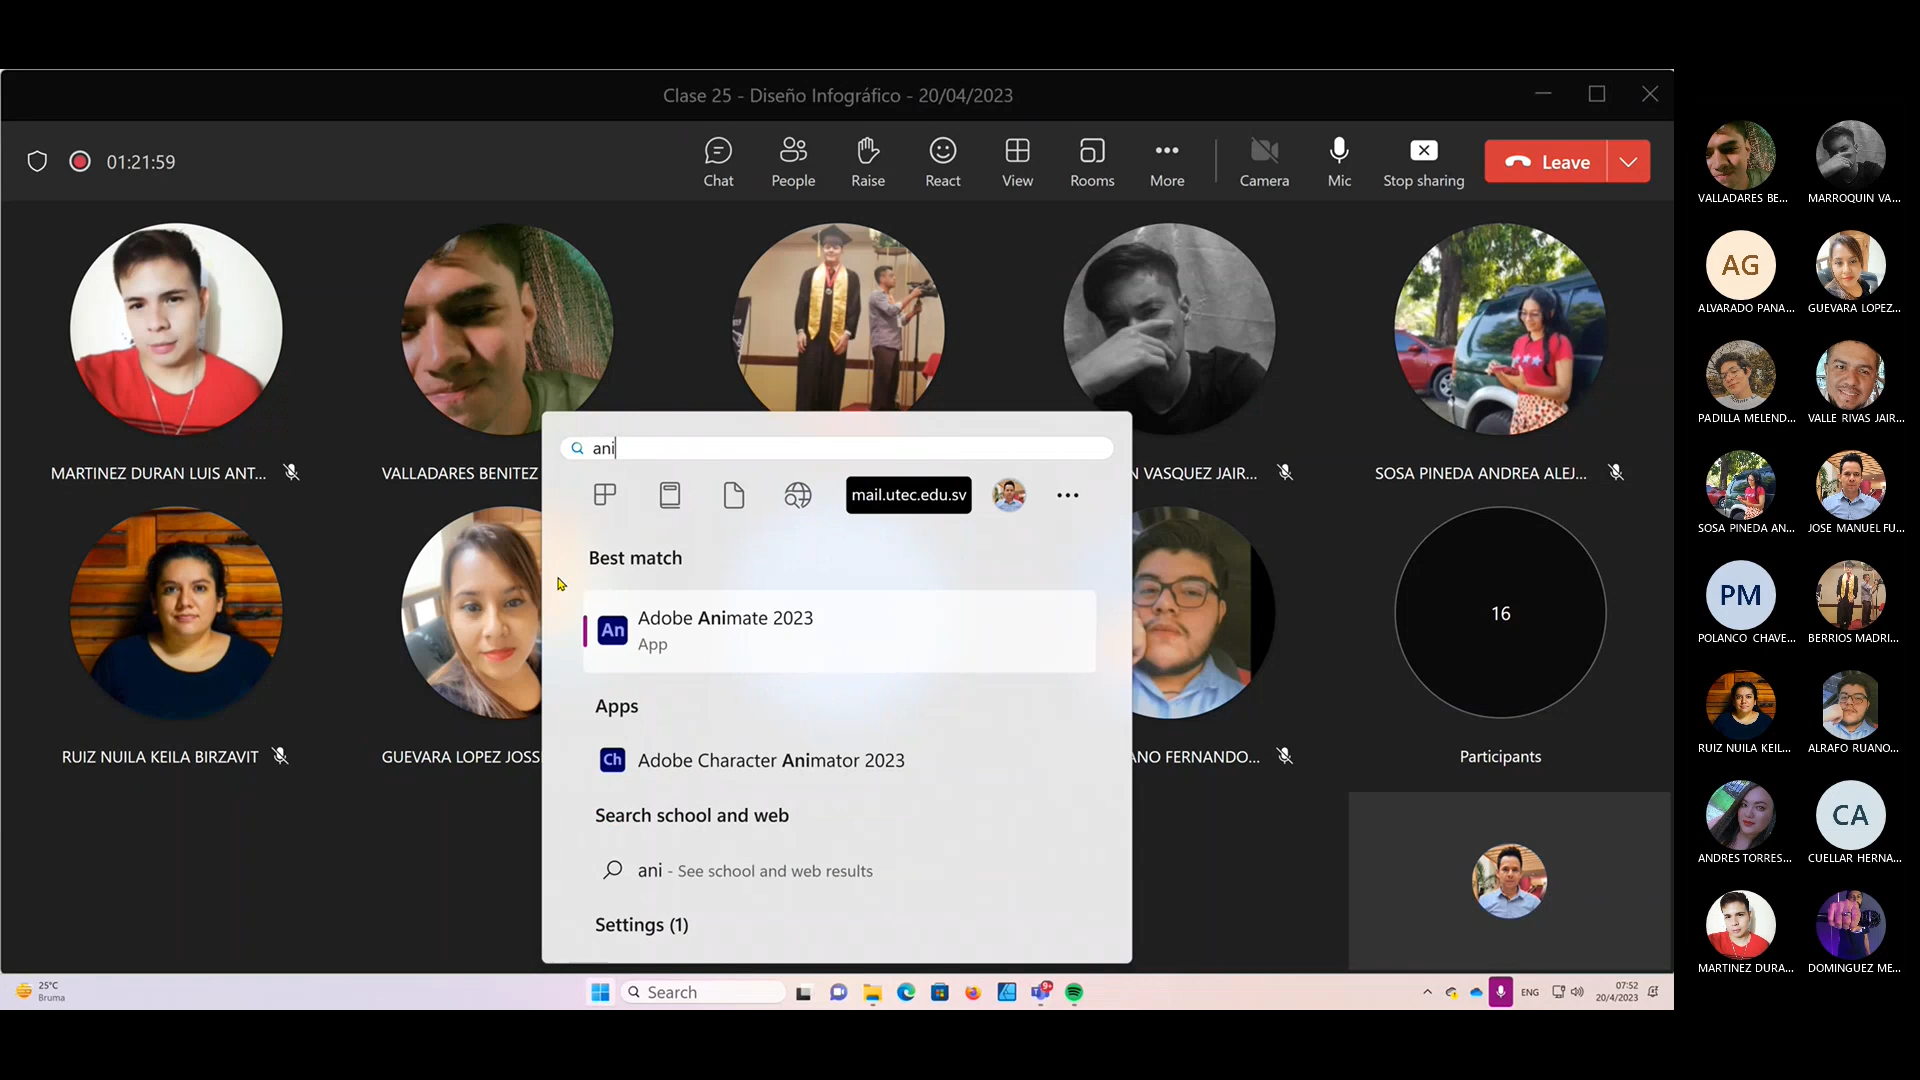 Clase 25 - Diseño Infográfico - 20/04/2023
01:21:59
Chat
People
Raise
React
View
Rooms
More
Camera
Mic
Stop sharing
Leave
MARTINEZ DURAN LUIS ANT...
VALLADARES BENITEZ
N VASQUEZ JAIR...
SOSA PINEDA ANDREA ALEJ...
RUIZ NUILA KEILA BIRZAVIT
GUEVARA LOPEZ JOSS
ANO FERNANDO...
16
Participants
ani
mail.utec.edu.sv
Best match
An
Adobe Animate 2023
App
Apps
Ch
Adobe Character Animator 2023
Search school and web
ani - See school and web results
Settings (1)
VALLADARES BE...
MARROQUIN VA...
AG
ALVARADO PANA...
GUEVARA LOPEZ...
PADILLA MELEND...
VALLE RIVAS JAIR...
SOSA PINEDA AN...
JOSE MANUEL FU...
PM
POLANCO CHAVE...
BERRIOS MADRI...
RUIZ NUILA KEIL...
ALRAFO RUANO...
ANDRES TORRES...
CA
CUELLAR HERNA...
MARTINEZ DURA...
DOMINGUEZ ME...
25°C
Bruma
Search
9+
ENG
07:52
20/4/2023